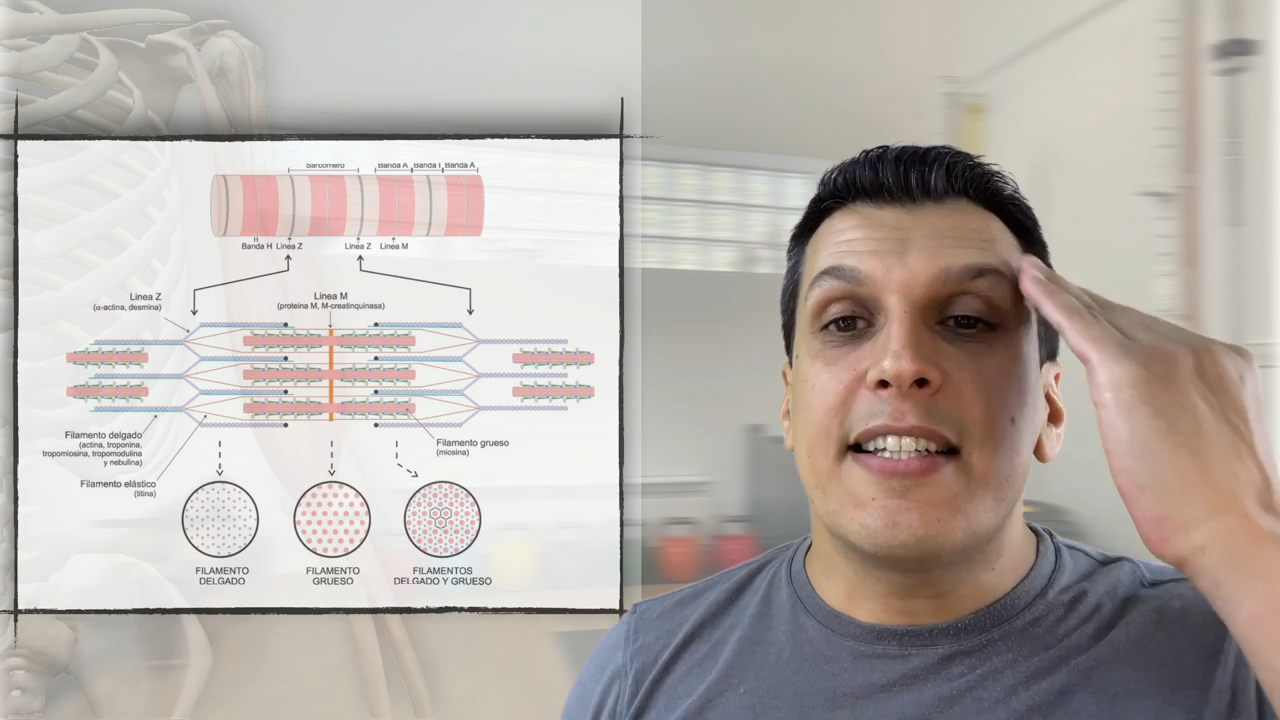 Sarcómero Banda A Banda I Banda A
H
Banda H Línea Z Línea Z Línea M
Línea Z
(α-actina, desmina)
Línea M
(proteína M, M-creatinquinasa)
Filamento delgado
(actina, troponina,
tropomiosina, tropomodulina
y nebulina)
Filamento elástico
(titina)
Filamento grueso
(miosina)
FILAMENTO
DELGADO
FILAMENTO
GRUESO
FILAMENTOS
DELGADO Y GRUESO